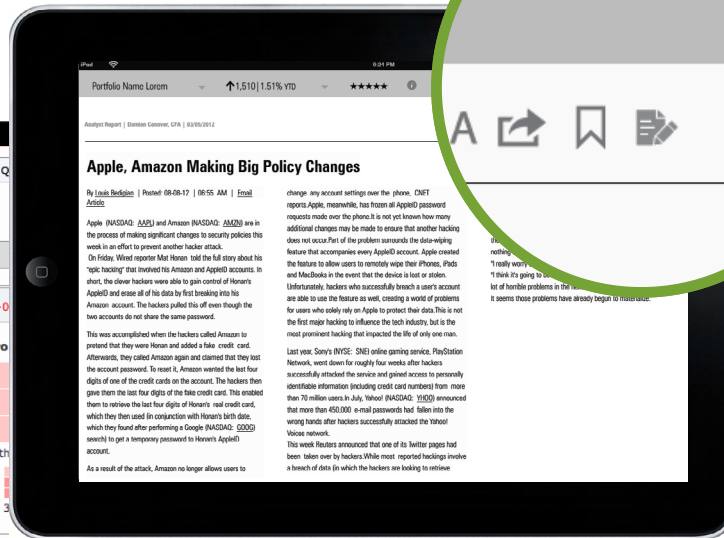 iPad
6:21 PM
Portfolio Name Lorem
↑1,510 | 1.51% YTD
★★★★★
i
A
Analyst Report | Damien Conover, CFA | 03/05/2012
Apple, Amazon Making Big Policy Changes
By Louis Bedigian | Posted: 08-08-12 | 06:55 AM | Email
Article
Apple (NASDAQ: AAPL) and Amazon (NASDAQ: AMZN) are in
the process of making significant changes to security policies this
week in an effort to prevent another hacker attack.
On Friday, Wired reporter Mat Honan told the full story about his
"epic hacking" that involved his Amazon and AppleID accounts. In
short, the clever hackers were able to gain control of Honan's
AppleID and erase all of his data by first breaking into his
Amazon account. The hackers pulled this off even though the
two accounts do not share the same password.
This was accomplished when the hackers called Amazon to
pretend that they were Honan and added a fake credit card.
Afterwards, they called Amazon again and claimed that they lost
the account password. To reset it, Amazon wanted the last four
digits of one of the credit cards on the account. The hackers then
gave them the last four digits of the fake credit card. This enabled
them to retrieve the last four digits of Honan's real credit card,
which they then used (in conjunction with Honan's birth date,
which they found after performing a Google (NASDAQ: GOOG)
search) to get a temporary password to Honan's AppleID
account.
As a result of the attack, Amazon no longer allows users to
change any account settings over the phone, CNET
reports.Apple, meanwhile, has frozen all AppleID password
requests made over the phone.It is not yet known how many
additional changes may be made to ensure that another hacking
does not occur.Part of the problem surrounds the data-wiping
feature that accompanies every AppleID account. Apple created
the feature to allow users to remotely wipe their iPhones, iPads
and MacBooks in the event that the device is lost or stolen.
Unfortunately, hackers who successfully breach a user's account
are able to use the feature as well, creating a world of problems
for users who solely rely on Apple to protect their data.This is not
the first major hacking to influence the tech industry, but is the
most prominent hacking that impacted the life of only one man.
Last year, Sony's (NYSE: SNE) online gaming service, PlayStation
Network, went down for roughly four weeks after hackers
successfully attacked the service and gained access to personally
identifiable information (including credit card numbers) from more
than 70 million users.In July, Yahoo! (NASDAQ: YHOO) announced
that more than 450,000 e-mail passwords had fallen into the
wrong hands after hackers successfully attacked the Yahoo!
Voices network.
This week Reuters announced that one of its Twitter pages had
been taken over by hackers.While most reported hackings involve
a breach of data (in which the hackers are looking to retrieve
nothing
"I really worry
"I think it's going to be
lot of horrible problems in the
It seems those problems have already begun to materialize.
Q
3